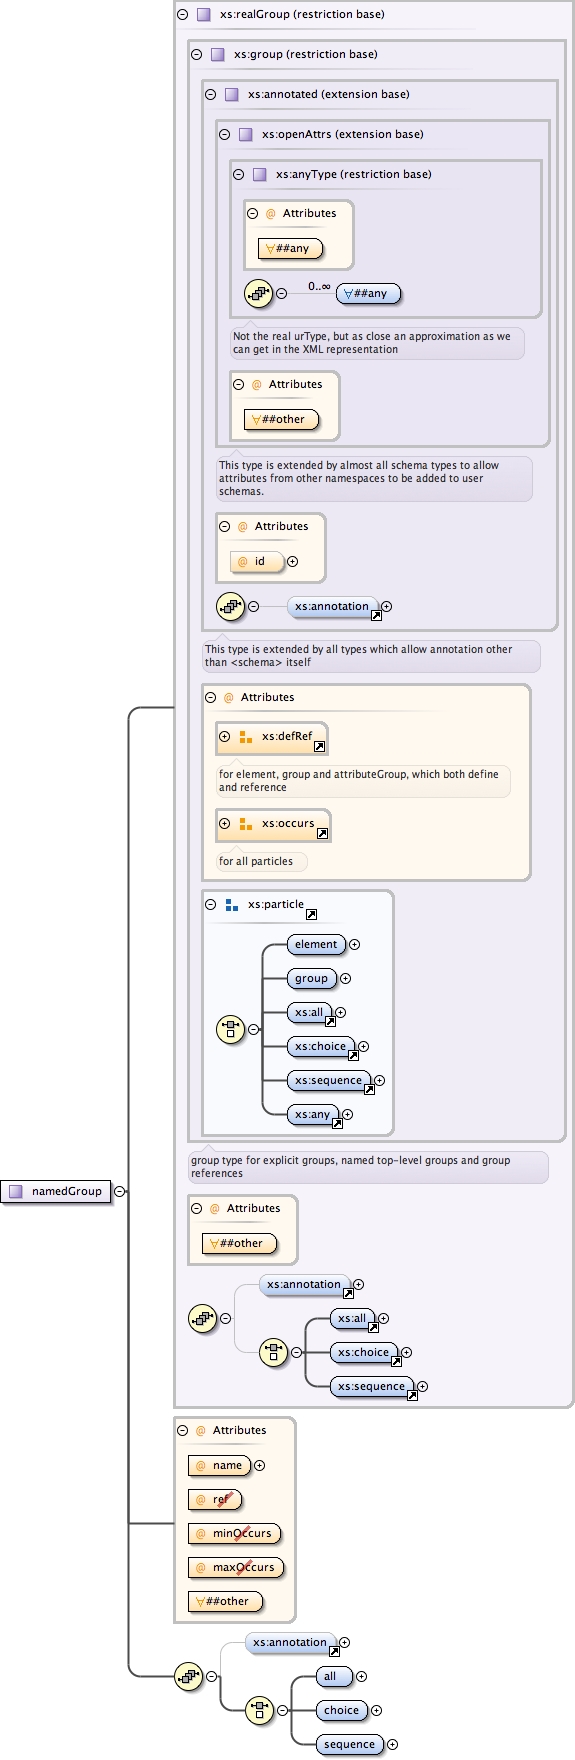 xs:realGroup (restriction base)
xs:group (restriction base)
xs:annotated (extension base)
xs:openAttrs (extension base)
xs:anyType (restriction base)
@ Attributes
∀##any
0..∞
∀##any
Not the real urType, but as close an approximation as we
can get in the XML representation
@ Attributes
∀##other
This type is extended by almost all schema types to allow
attributes from other namespaces to be added to user
schemas.
@ Attributes
@ id
xs:annotation
This type is extended by all types which allow annotation other
than <schema> itself
@ Attributes
xs:defRef
for element, group and attributeGroup, which both define
and reference
xs:occurs
for all particles
xs:particle
element
group
xs:all
xs:choice
xs:sequence
xs:any
group type for explicit groups, named top-level groups and group
references
namedGroup
@ Attributes
∀##other
xs:annotation
xs:all
xs:choice
xs:sequence
@ Attributes
@ name
@ ref
@ minOccurs
@ maxOccurs
∀##other
xs:annotation
all
choice
sequence